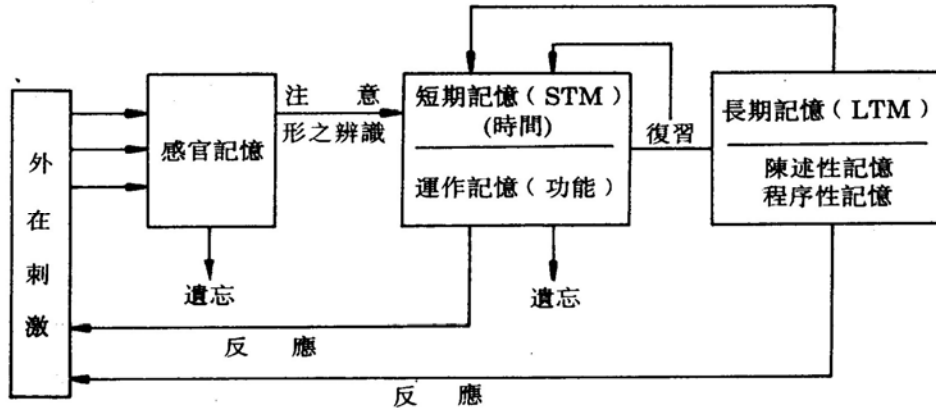 外在刺激
感官記憶
注 意
形之辨識
短期記憶（STM）
(時間)
運作記憶（功能）
復習
長期記憶（LTM）
陳述性記憶
程序性記憶
遺忘
遺忘
反 應
反 應